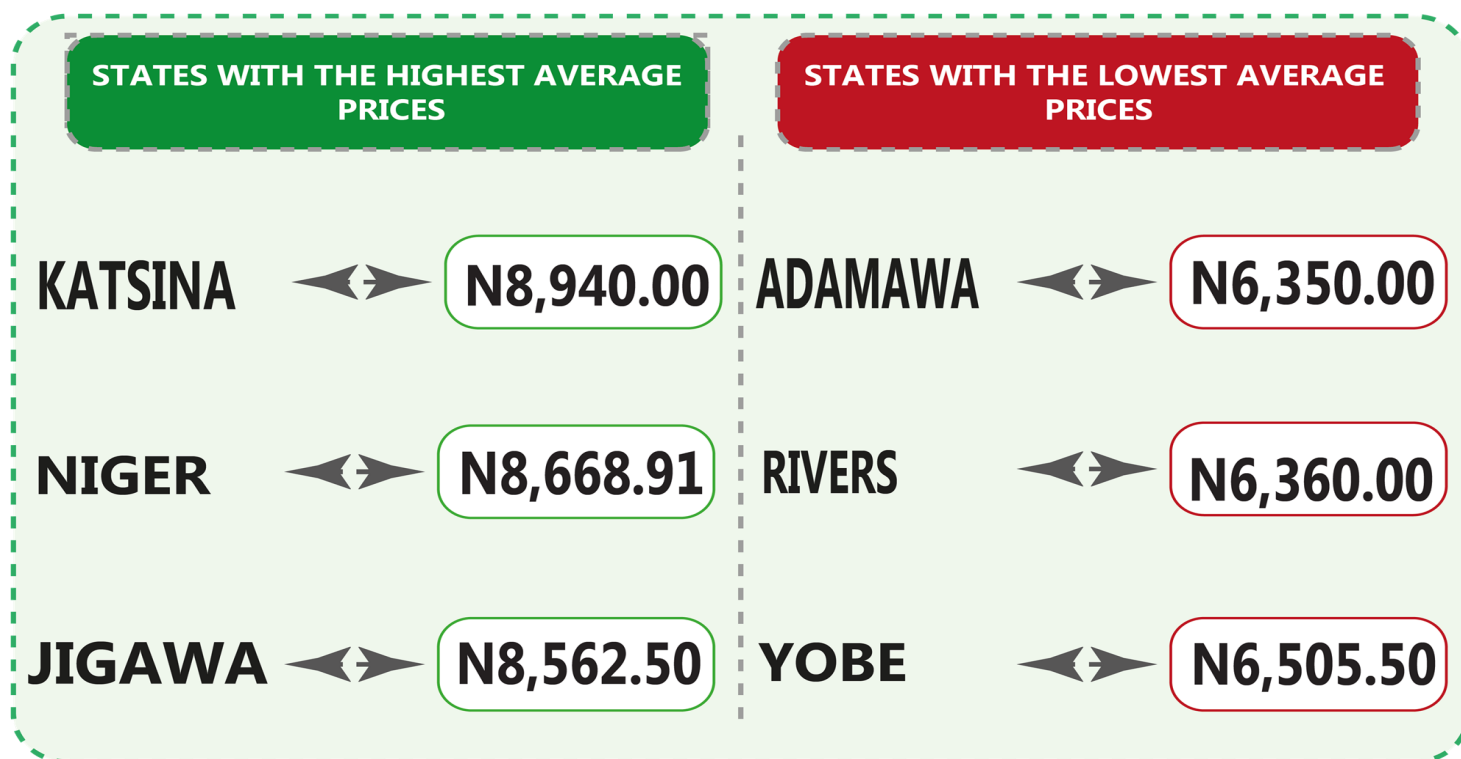 STATES WITH THE HIGHEST AVERAGE
PRICES
KATSINA N8,940.00
NIGER N8,668.91
JIGAWA N8,562.50
STATES WITH THE LOWEST AVERAGE
PRICES
ADAMAWA N6,350.00
RIVERS N6,360.00
YOBE N6,505.50